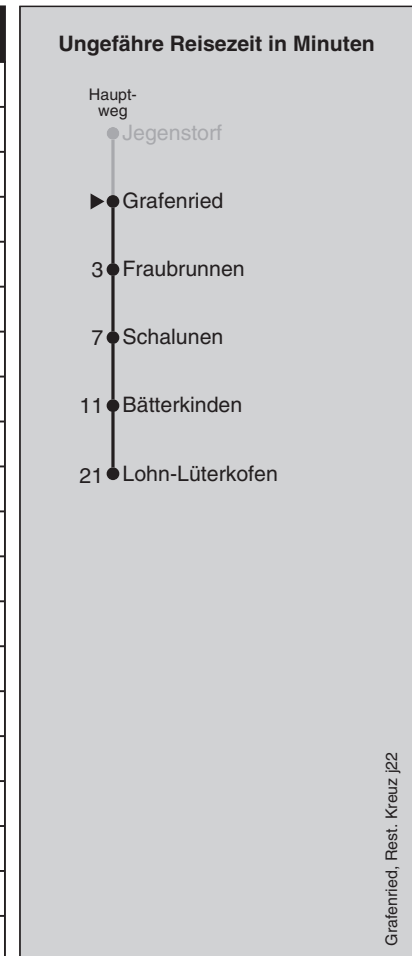 Ungefähre Reisezeit in Minuten
Haupt-
weg
Jegenstorf
Grafenried
3 Fraubrunnen
7 Schalunen
11 Bätterkinden
21 Lohn-Lüterkofen
Grafenried, Rest. Kreuz j22